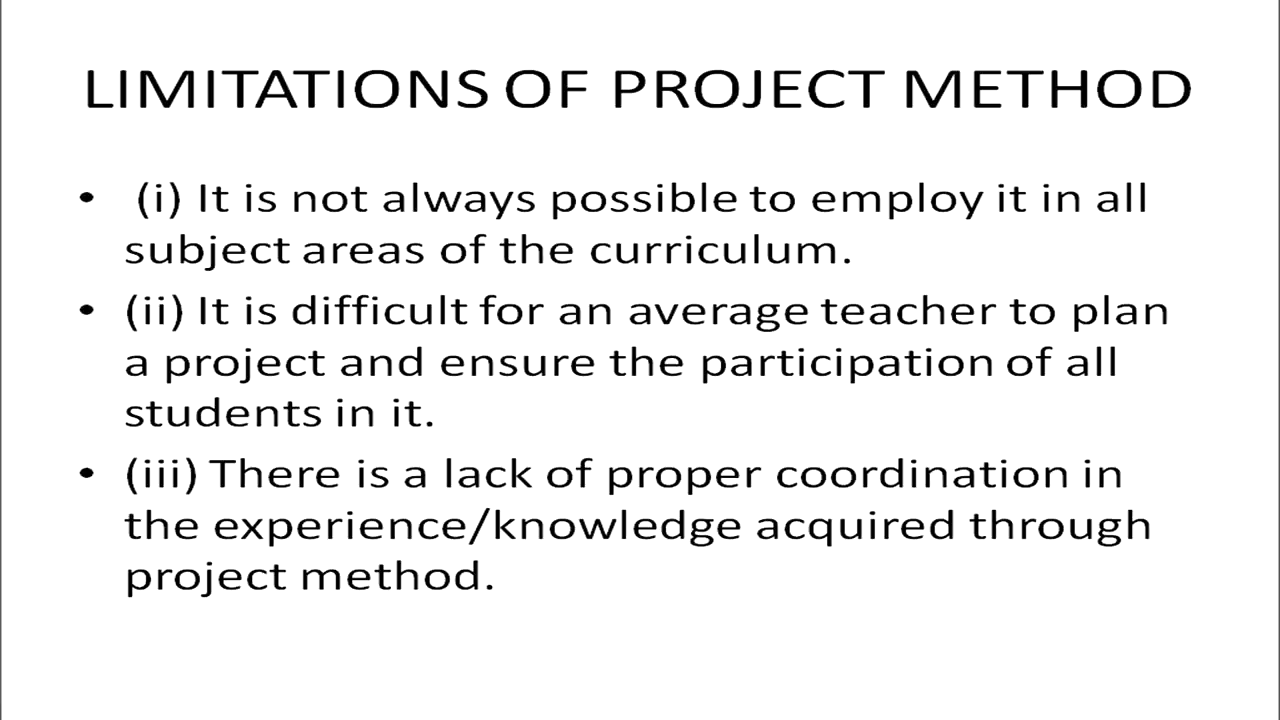 LIMITATIONS OF PROJECT METHOD
• (i) It is not always possible to employ it in all
subject areas of the curriculum.
• (ii) It is difficult for an average teacher to plan
a project and ensure the participation of all
students in it.
• (iii) There is a lack of proper coordination in
the experience/knowledge acquired through
project method.